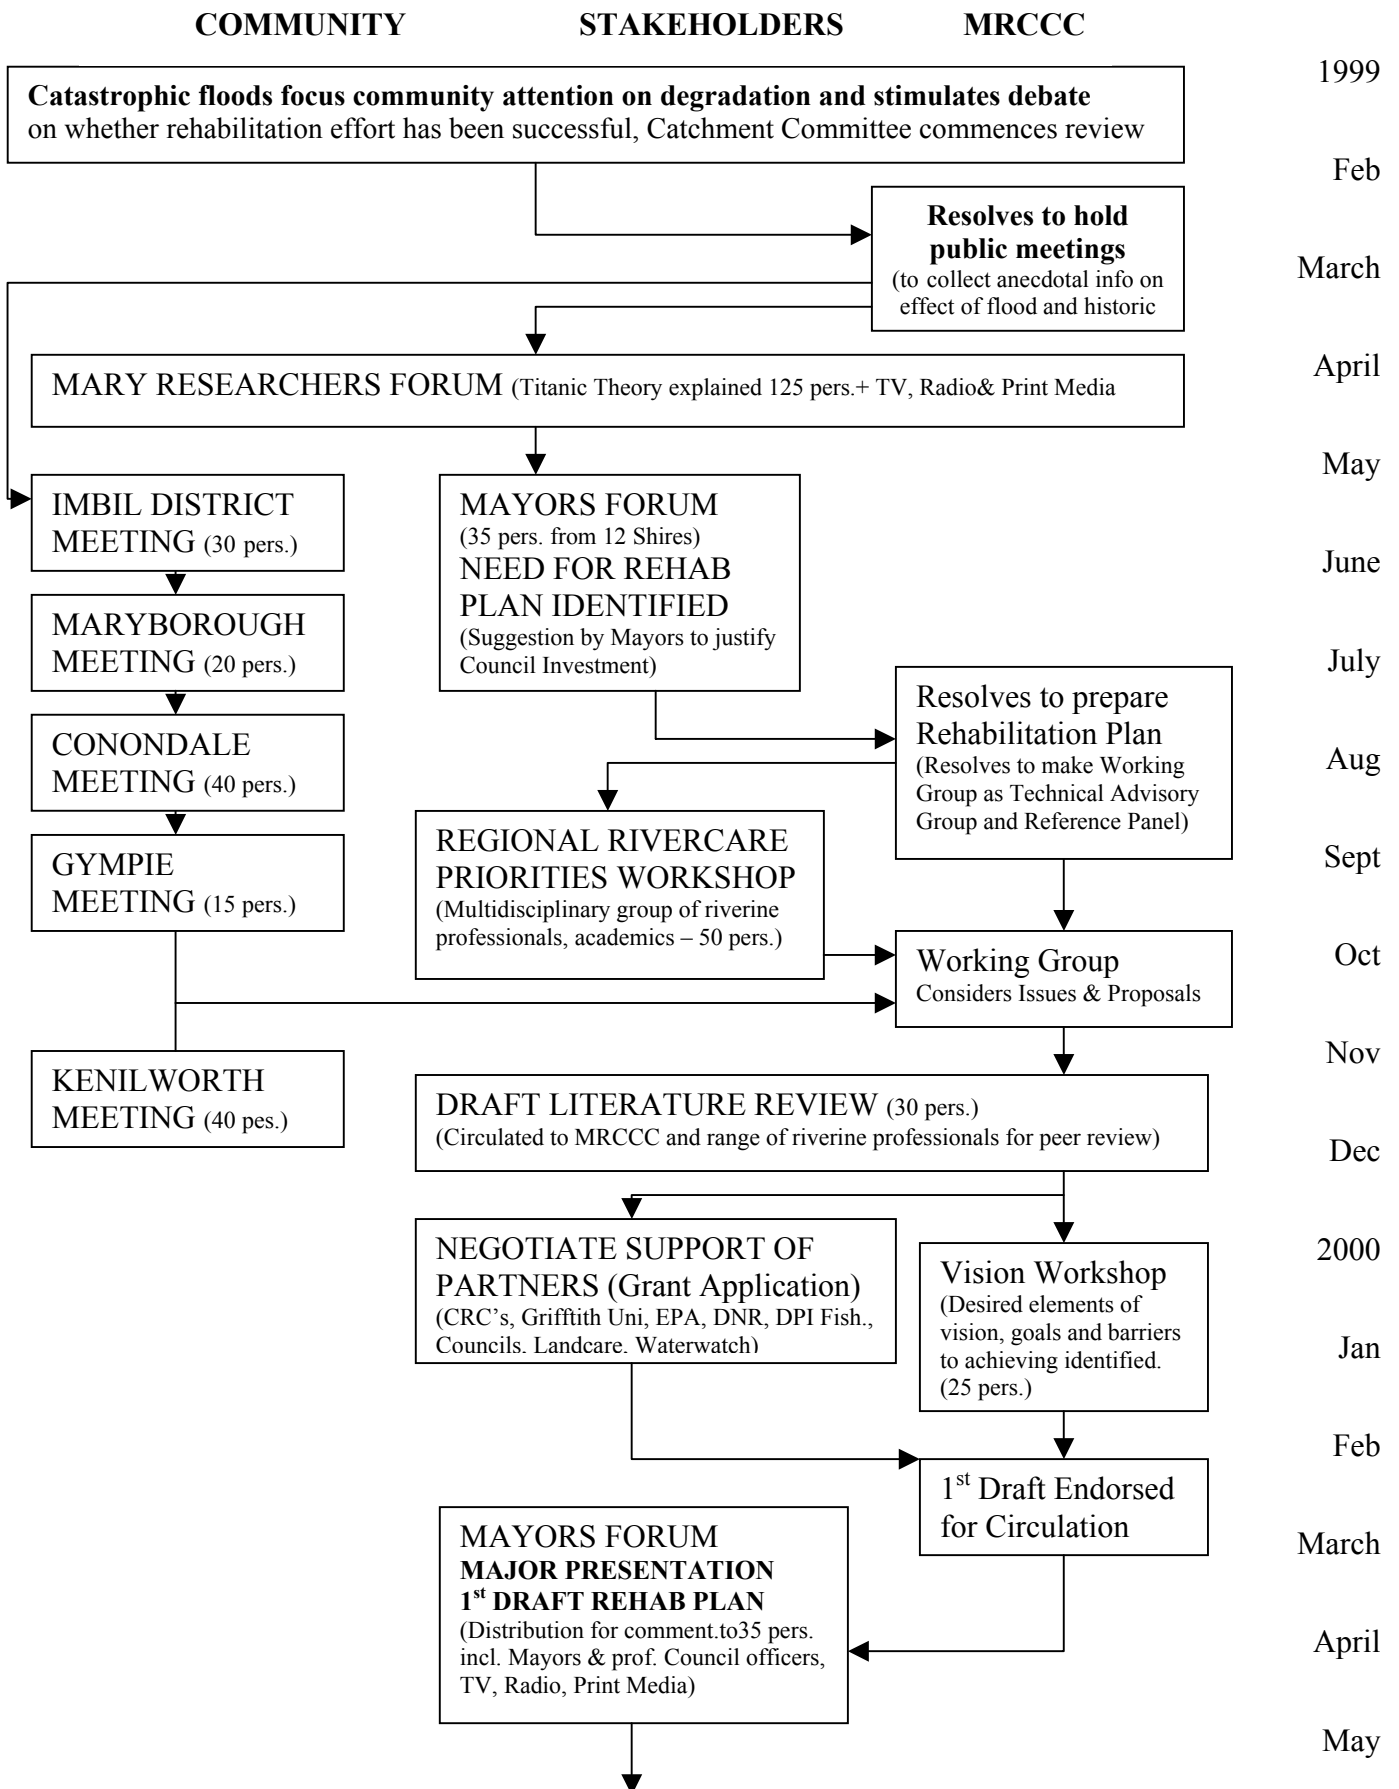 COMMUNITY STAKEHOLDERS MRCCC
1999
Catastrophic floods focus community attention on degradation and stimulates debate
on whether rehabilitation effort has been successful, Catchment Committee commences review
Feb
Resolves to hold
public meetings
(to collect anecdotal info on
effect of flood and historic
March
MARY RESEARCHERS FORUM (Titanic Theory explained 125 pers.+ TV, Radio& Print Media
April
May
IMBIL DISTRICT
MEETING (30 pers.)
MAYORS FORUM
(35 pers. from 12 Shires)
NEED FOR REHAB
PLAN IDENTIFIED
(Suggestion by Mayors to justify
Council Investment)
June
MARYBOROUGH
MEETING (20 pers.)
July
Resolves to prepare
Rehabilitation Plan
(Resolves to make Working
Group as Technical Advisory
Group and Reference Panel)
CONONDALE
MEETING (40 pers.)
Aug
REGIONAL RIVERCARE
PRIORITIES WORKSHOP
(Multidisciplinary group of riverine
professionals, academics – 50 pers.)
GYMPIE
MEETING (15 pers.)
Sept
Working Group
Considers Issues & Proposals
Oct
Nov
KENILWORTH
MEETING (40 pes.)
DRAFT LITERATURE REVIEW (30 pers.)
(Circulated to MRCCC and range of riverine professionals for peer review)
Dec
NEGOTIATE SUPPORT OF
PARTNERS (Grant Application)
(CRC's, Grifftith Uni, EPA, DNR, DPI Fish.,
Councils, Landcare, Waterwatch)
2000
Vision Workshop
(Desired elements of
vision, goals and barriers
to achieving identified.
(25 pers.)
Jan
Feb
1st Draft Endorsed
for Circulation
MAYORS FORUM
MAJOR PRESENTATION
1st DRAFT REHAB PLAN
(Distribution for comment.to35 pers.
incl. Mayors & prof. Council officers,
TV, Radio, Print Media)
March
April
May